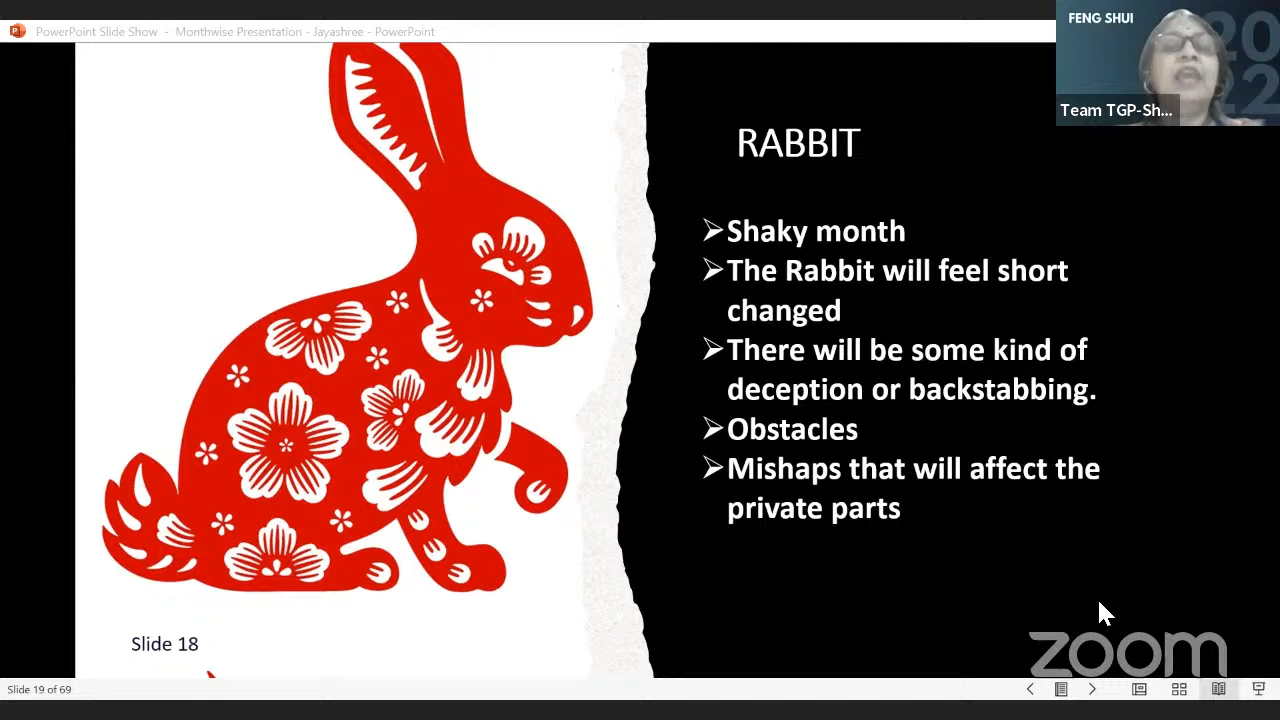 PowerPoint Slide Show - Monthwise Presentation - Jayashree - PowerPoint
FENG SHUI
2022
Team TGP-Sh...
RABBIT
➢Shaky month
➢The Rabbit will feel short
changed
➢There will be some kind of
deception or backstabbing.
➢Obstacles
➢Mishaps that will affect the
private parts
Slide 18
zoom
Slide 19 of 69